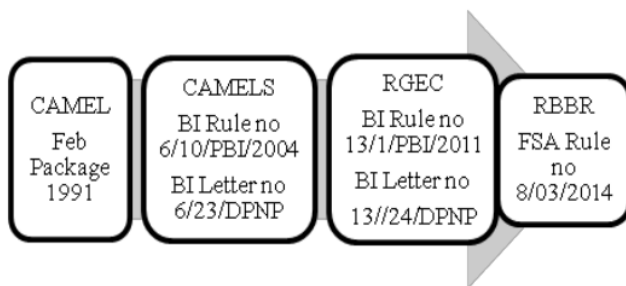 CAMEL
Feb
Package
1991
CAMELS
BI Rule no
6/10/PBI/2004
BI Letter no
6/23/DPNP
RGEC
BI Rule no
13/1/PBI/2011
BI Letter no
13//24/DPNP
RBBR
FSA Rule
no
8/03/2014